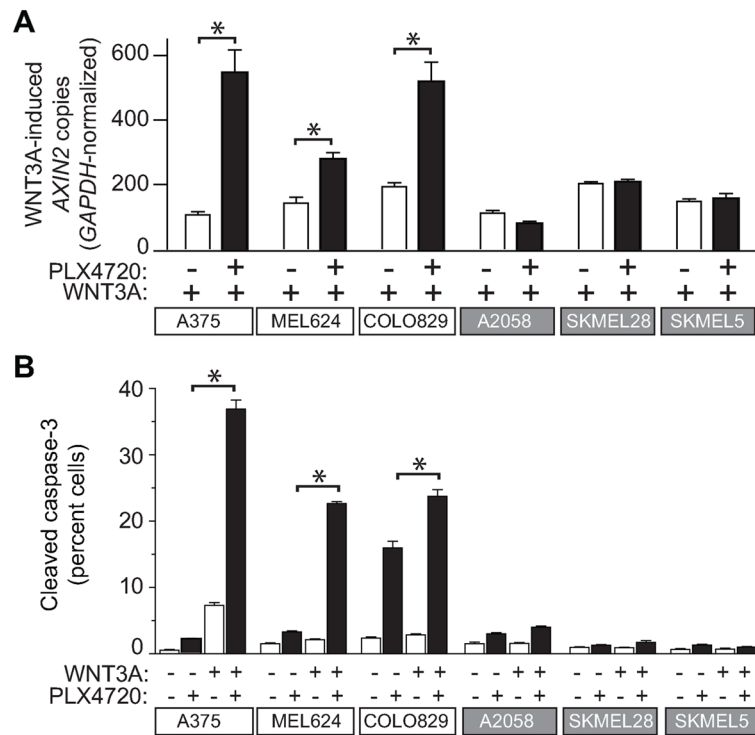 A
WNT3A-induced
AXIN2 copies
(GAPDH-normalized)
600
400
200
0
* * *
PLX4720: - + - + - + - + - + - +
WNT3A: + + + + + + + + + + + +
A375 MEL624 COLO829 A2058 SKMEL28 SKMEL5
B
Cleaved caspase-3
(percent cells)
40
30
20
10
0
* * *
WNT3A: - - + + - - + + - - + + - - + + - - + + - - + +
PLX4720: - + - + - + - + - + - + - + - + - + - + - + - +
A375 MEL624 COLO829 A2058 SKMEL28 SKMEL5